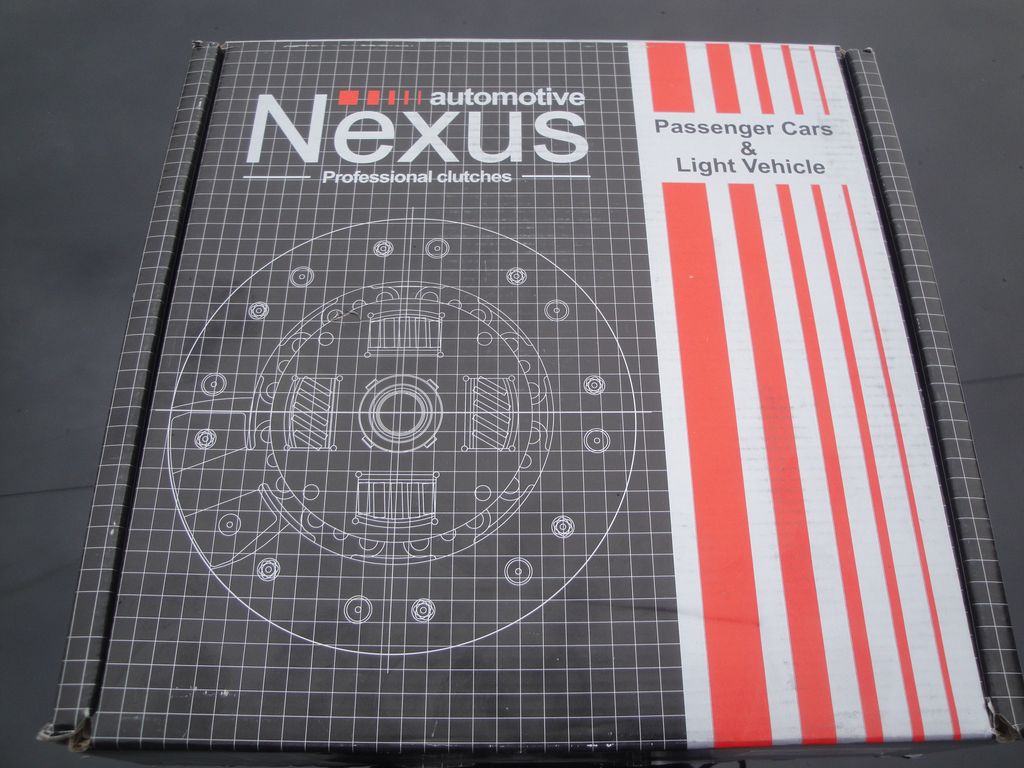 automotive
Nexus
Professional clutches
Passenger Cars
&
Light Vehicle